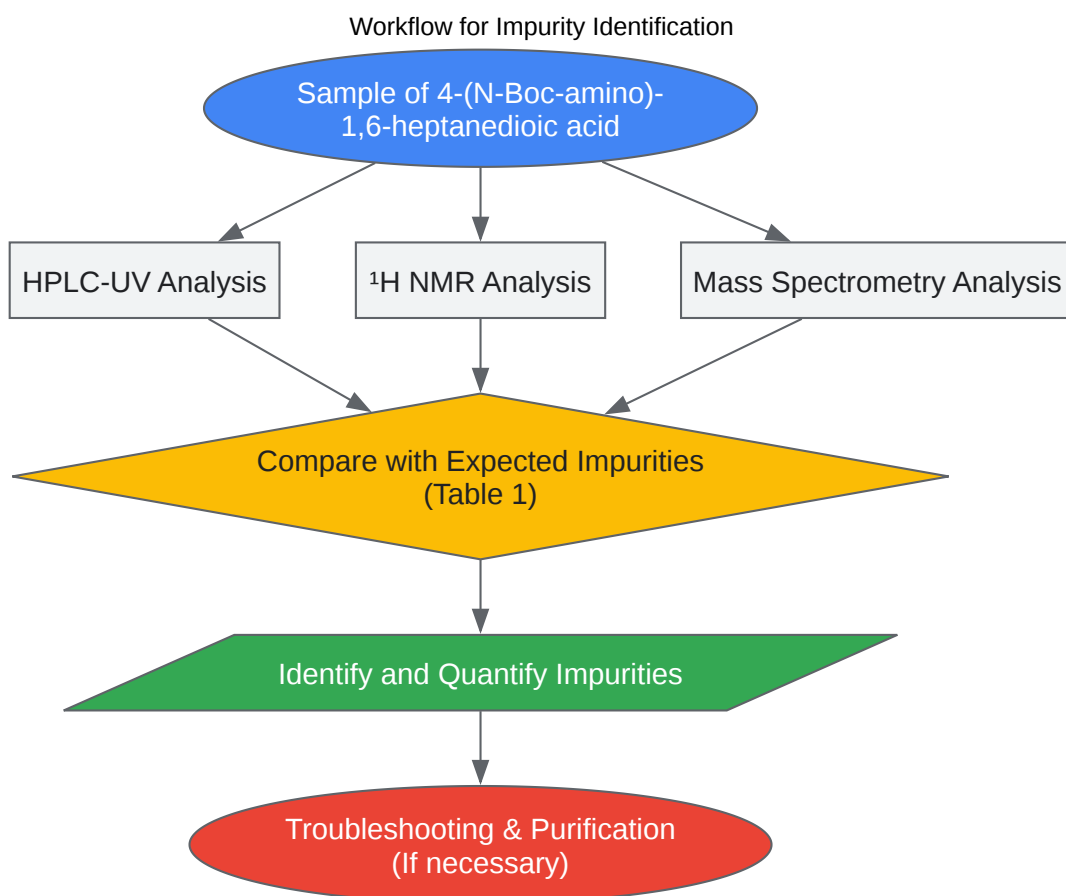 Workflow for Impurity Identification
Sample of 4-(N-Boc-amino)-
1,6-heptanedioic acid
HPLC-UV Analysis
¹H NMR Analysis
Mass Spectrometry Analysis
Compare with Expected Impurities
(Table 1)
Identify and Quantify Impurities
Troubleshooting & Purification
(If necessary)